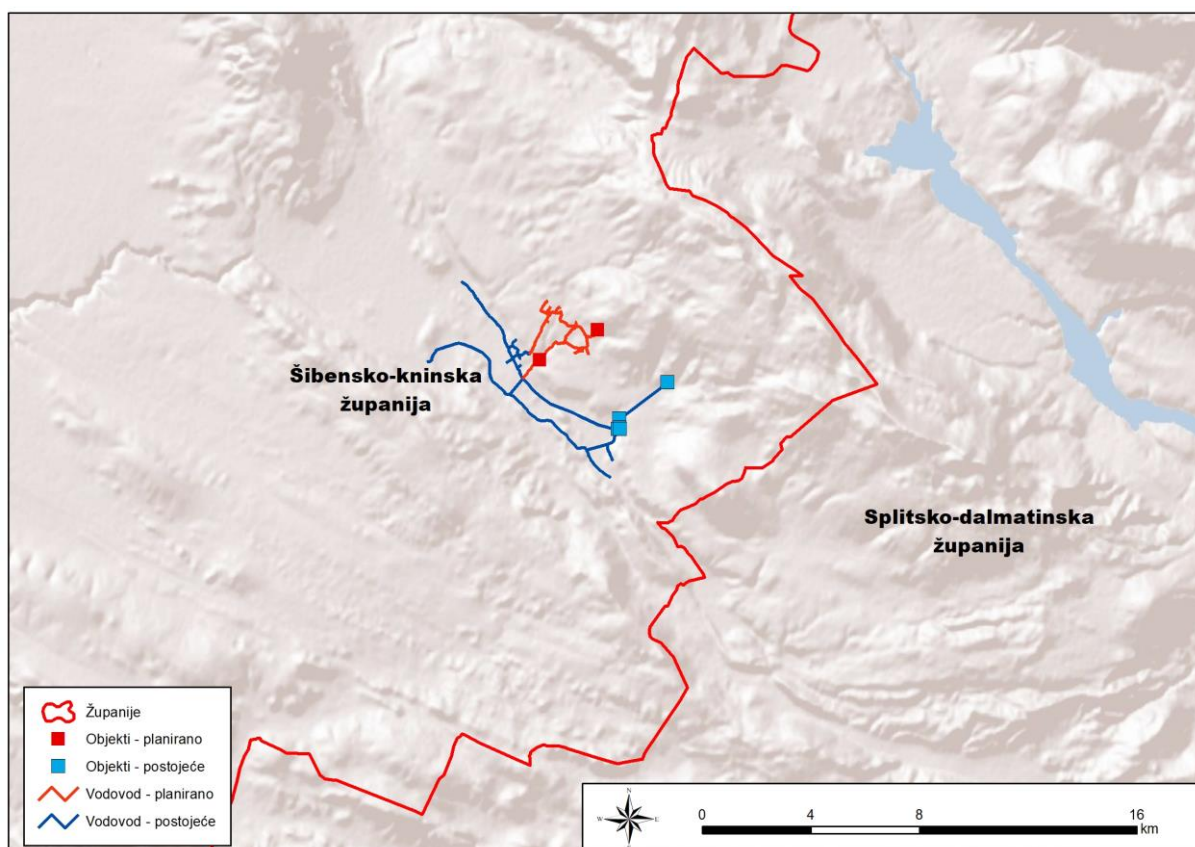 Šibensko-kninska
županija
Splitsko-dalmatinska
županija
Županije
Objekti - planirano
Objekti - postojeće
Vodovod - planirano
Vodovod - postojeće
N
W E
0 4 8 16
km